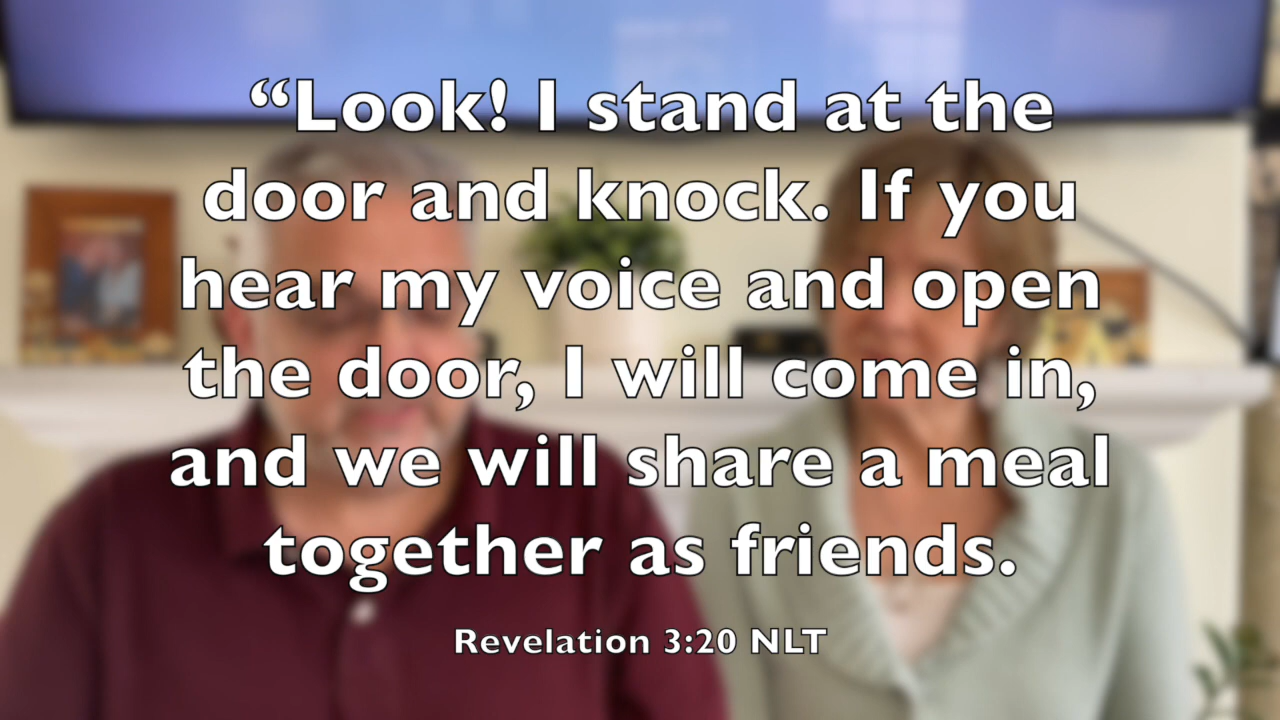 “Look! I stand at the
door and knock. If you
hear my voice and open
the door, I will come in,
and we will share a meal
together as friends.
Revelation 3:20 NLT